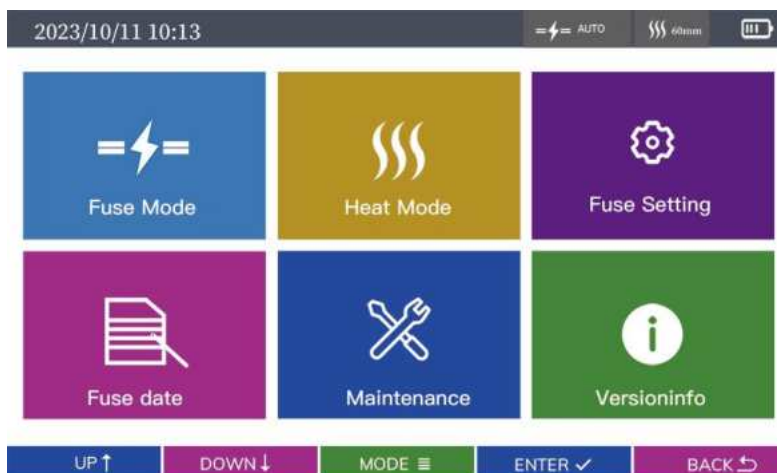 2023/10/11 10:13 AUTO 60mm
Fuse Mode Heat Mode Fuse Setting
Fuse date Maintenance Versioninfo
UP↑ DOWN↓ MODE ≣ ENTER ✓ BACK ⮌